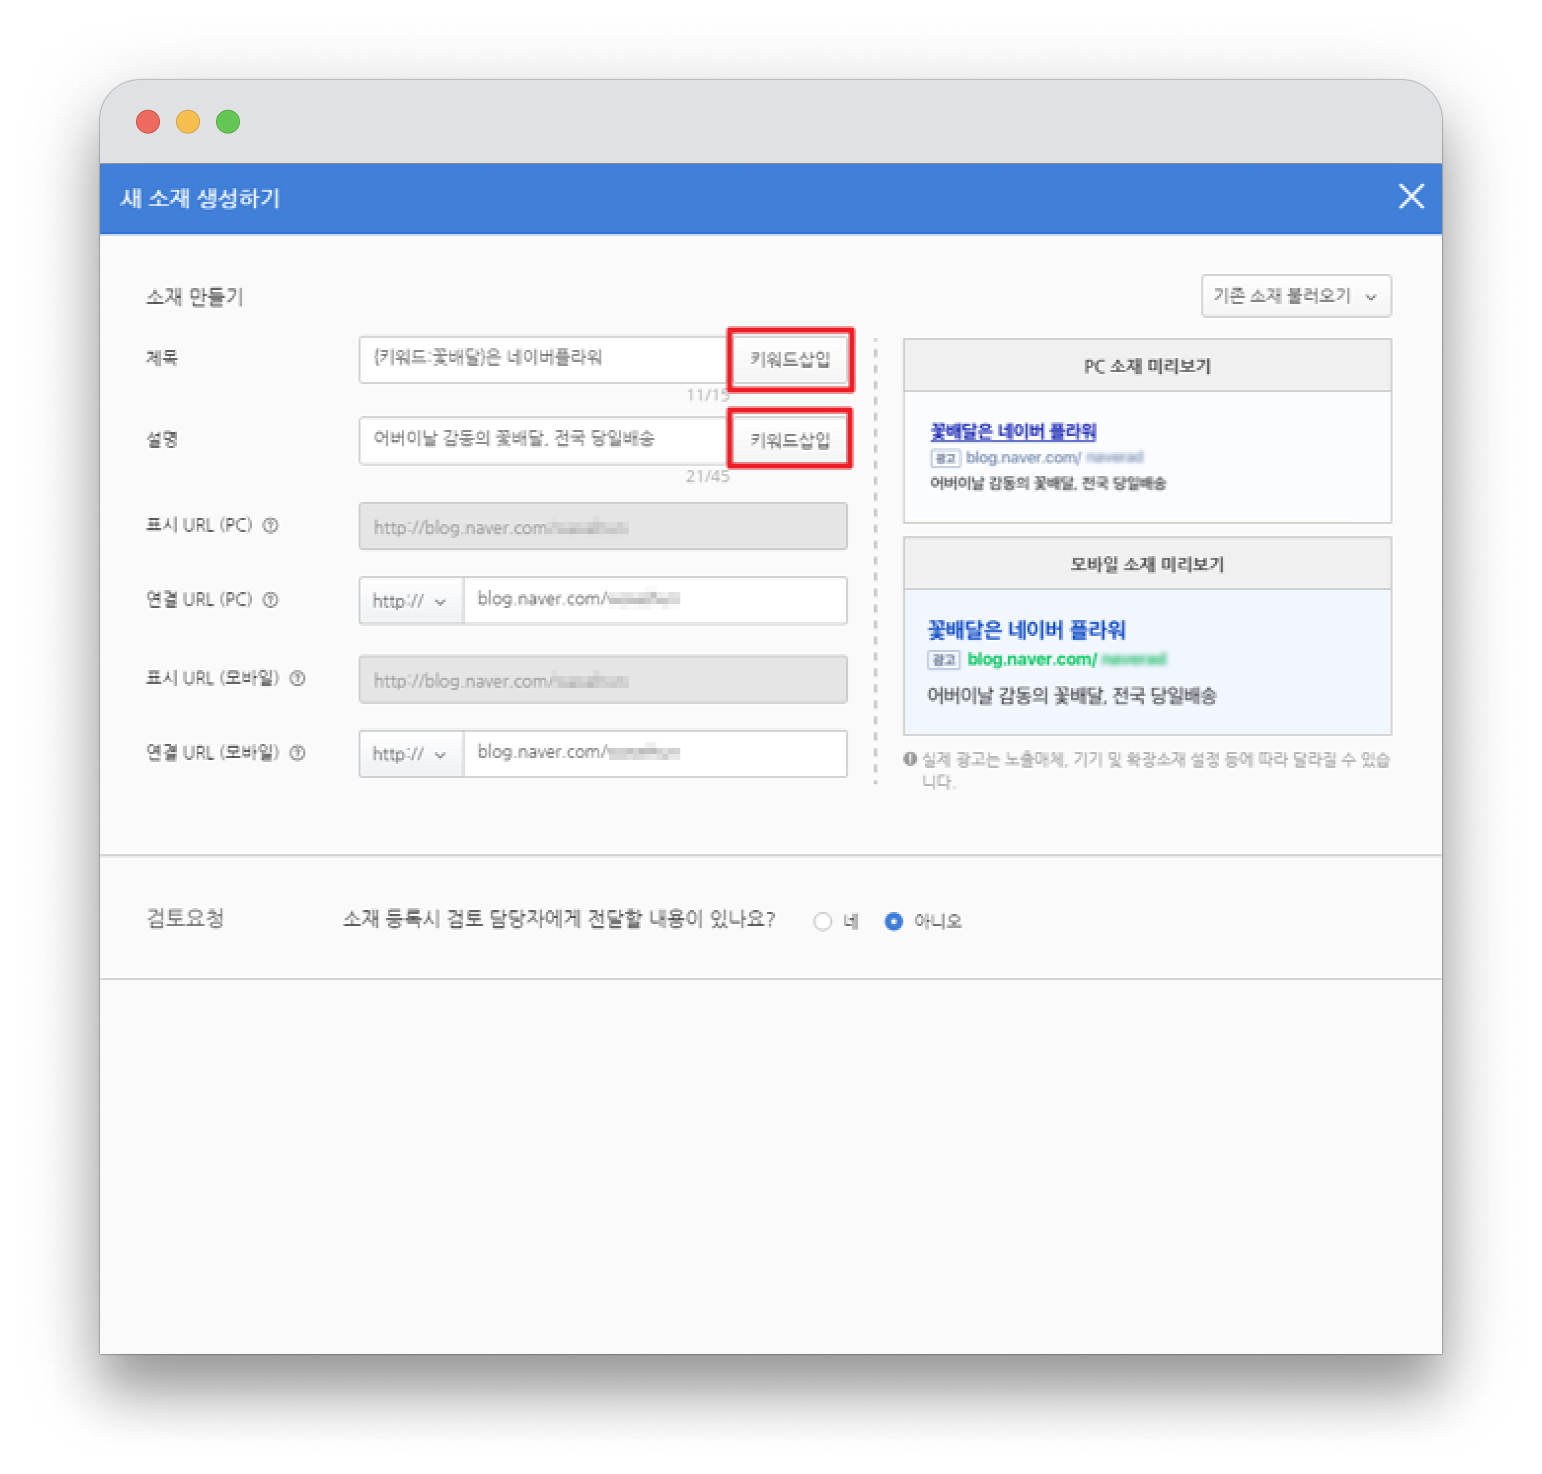 새 소재 생성하기
소재 만들기
기존 소재 불러오기
제목
{키워드:꽃배달}은 네이버플라워
키워드삽입
11/15
설명
어버이날 감동의 꽃배달, 전국 당일배송
키워드삽입
21/45
표시 URL (PC)
http://blog.naver.com/
연결 URL (PC)
http://
blog.naver.com/
표시 URL (모바일)
http://blog.naver.com/
연결 URL (모바일)
http://
blog.naver.com/
PC 소재 미리보기
꽃배달은 네이버 플라워
광고 blog.naver.com/
어버이날 감동의 꽃배달, 전국 당일배송
모바일 소재 미리보기
꽃배달은 네이버 플라워
광고 blog.naver.com/
어버이날 감동의 꽃배달, 전국 당일배송
실제 광고는 노출매체, 기기 및 확장소재 설정 등에 따라 달라질 수 있습
니다.
검토요청
소재 등록시 검토 담당자에게 전달할 내용이 있나요?
네
아니오